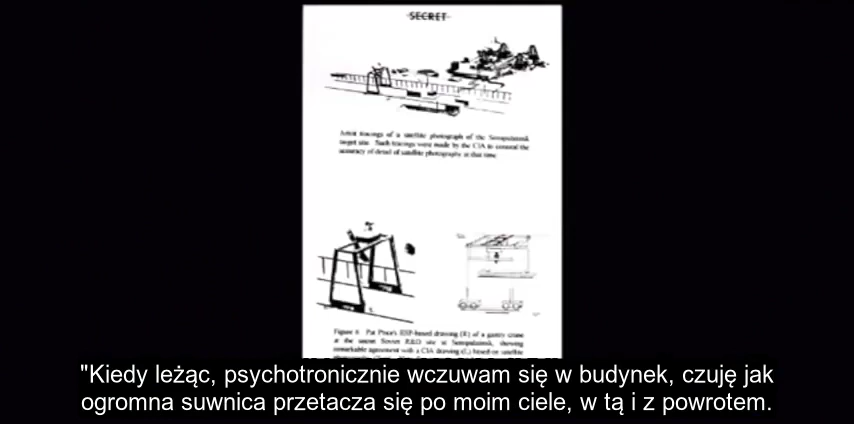 SECRET
Artist tracings of a satellite photograph of the Semipalatinsk
target site. Such tracings were made by the CIA to conceal the
accuracy of detail of satellite photography at that time.
Figure 6 Pat Price's ESP-based drawing (R) of a gantry crane
at the secret Soviet R&D site at Semipalatinsk, showing
remarkable agreement with a CIA drawing (L) based on satellite
"Kiedy leżąc, psychotronicznie wczuwam się w budynek, czuję jak
ogromna suwnica przetacza się po moim ciele, w tą i z powrotem.